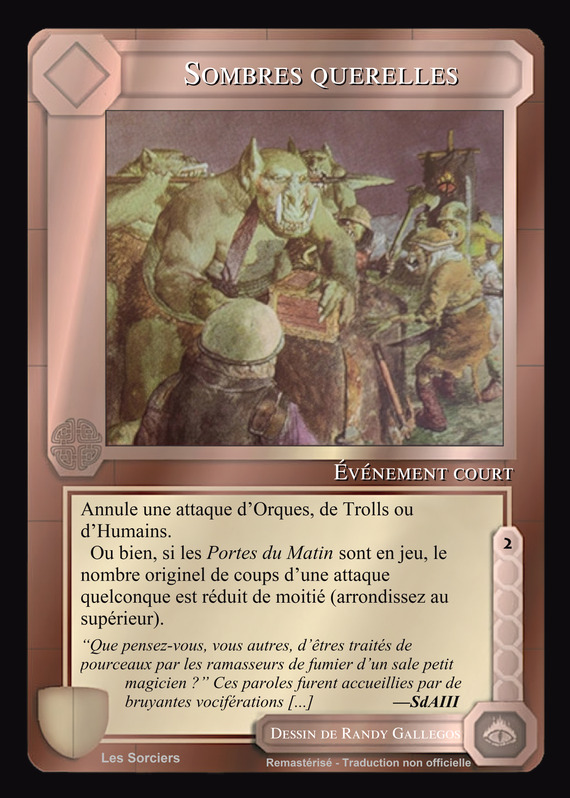 Sombres querelles
Événement court
Annule une attaque d’Orques, de Trolls ou
d’Humains.
Ou bien, si les Portes du Matin sont en jeu, le
nombre originel de coups d’une attaque
quelconque est réduit de moitié (arrondissez au
supérieur).
2
“Que pensez-vous, vous autres, d’êtres traités de
pourceaux par les ramasseurs de fumier d’un sale petit
magicien ?” Ces paroles furent accueillies par de
bruyantes vociférations [...] —SdAIII
Dessin de Randy Gallegos
Les Sorciers
Remastérisé - Traduction non officielle